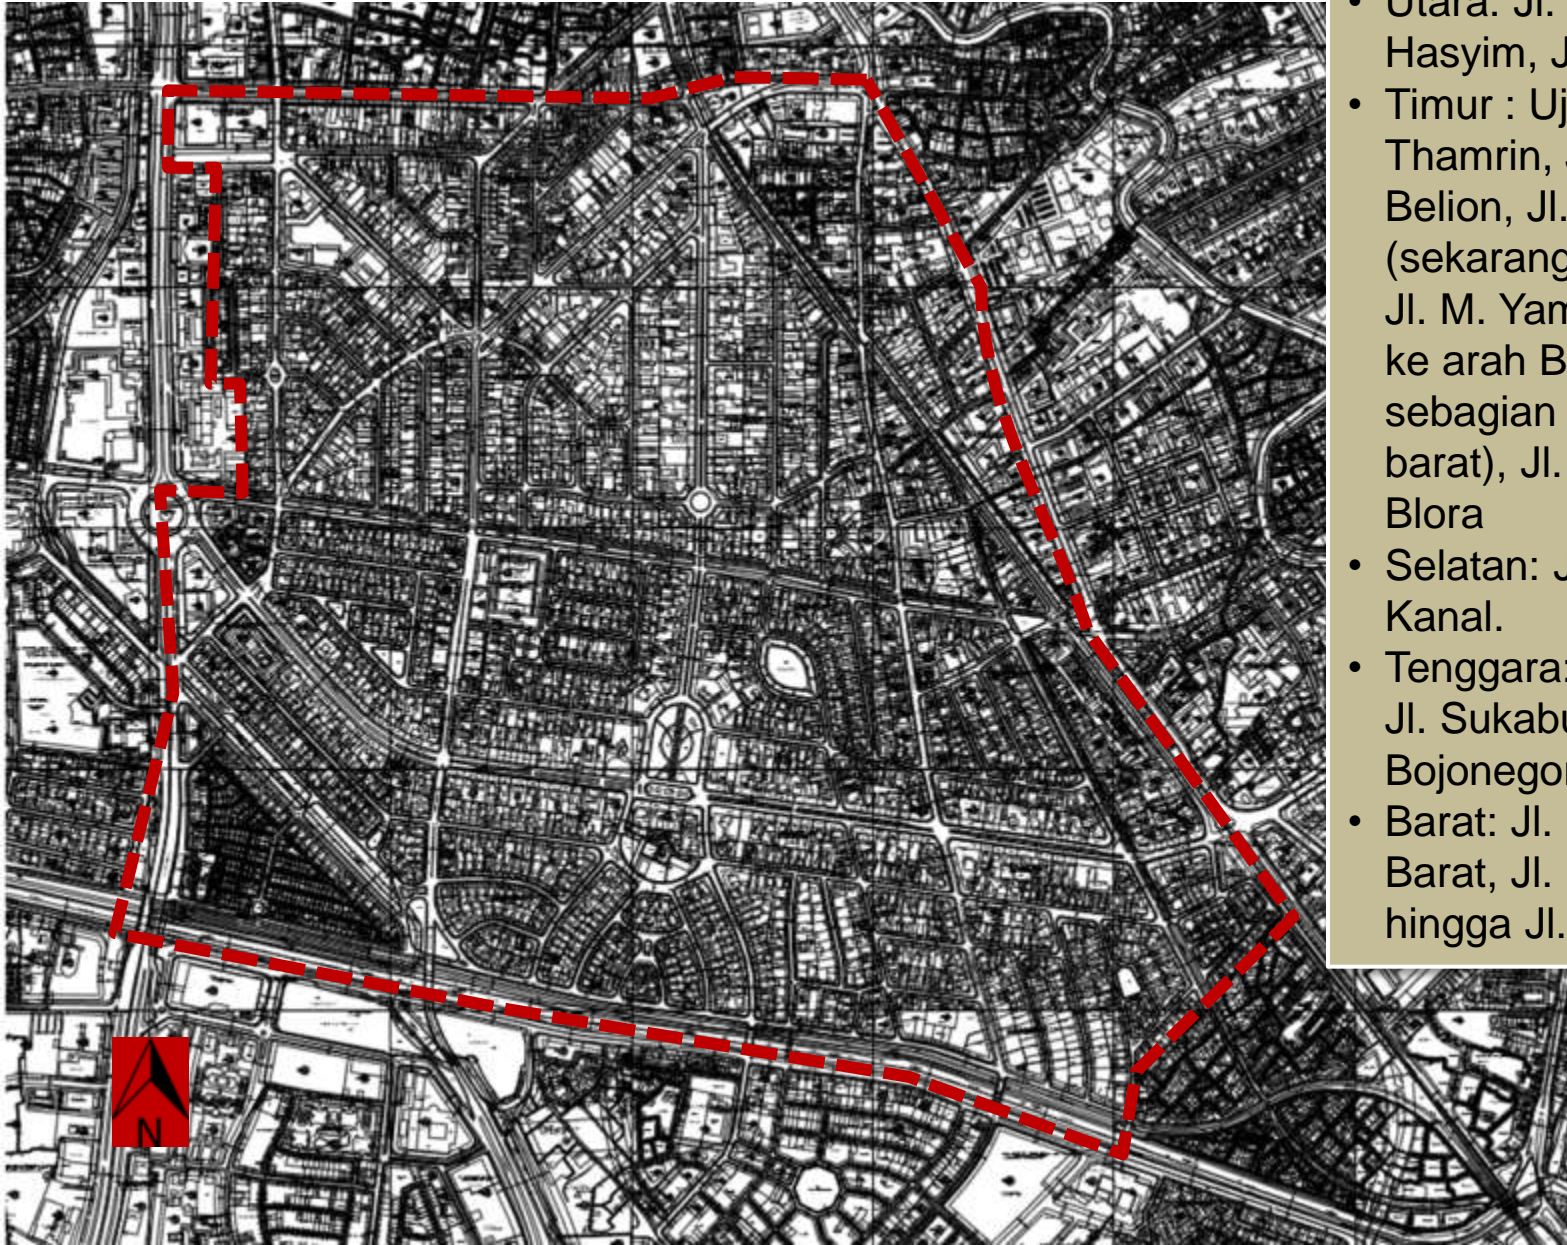 • Utara: Jl.
Hasyim, J
• Timur : Uj
Thamrin,
Belion, Jl.
(sekarang
Jl. M. Yam
ke arah B
sebagian
barat), Jl.
Blora
• Selatan: J
Kanal.
• Tenggara:
Jl. Sukabu
Bojonegor
• Barat: Jl.
Barat, Jl.
hingga Jl.
N